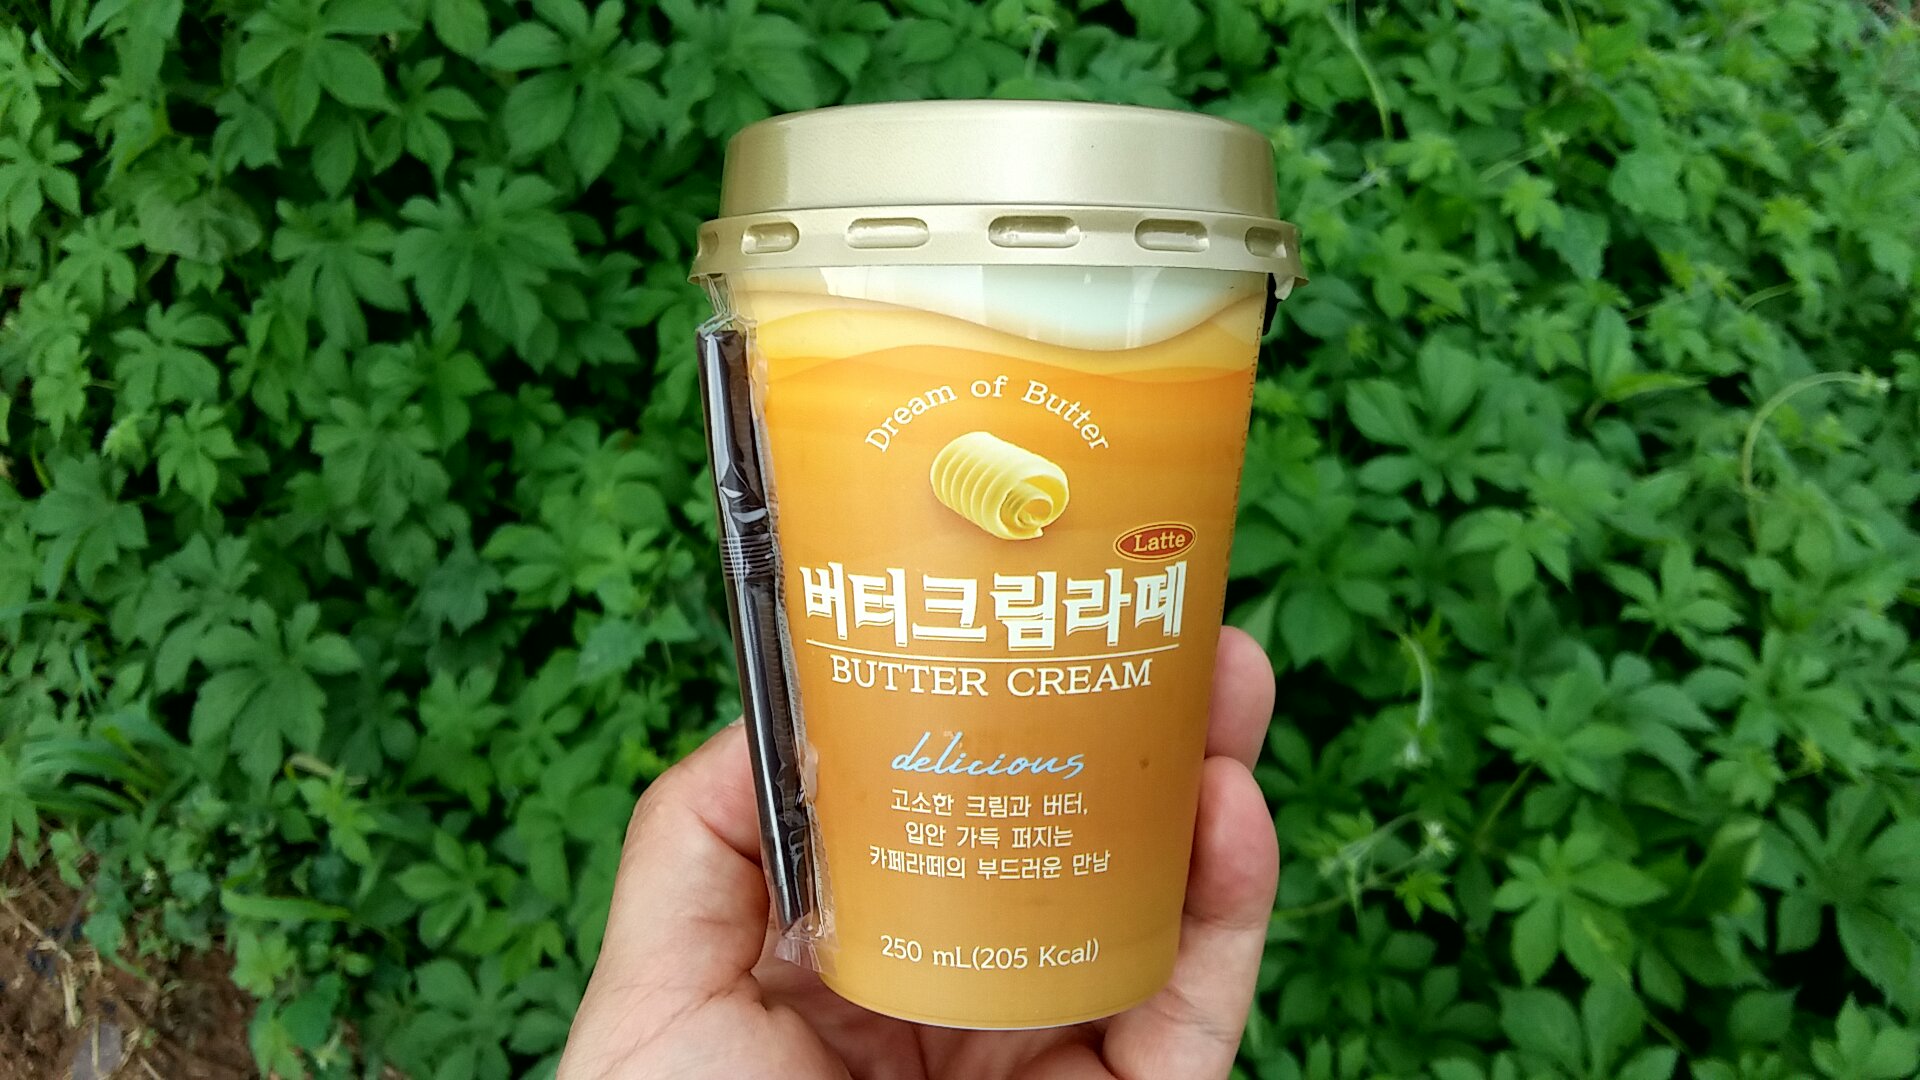 Dream of Butter
Latte
버터크림라떼
BUTTER CREAM
delicious
고소한 크림과 버터,
입안 가득 퍼지는
카페라떼의 부드러운 만남
250 mL(205 Kcal)